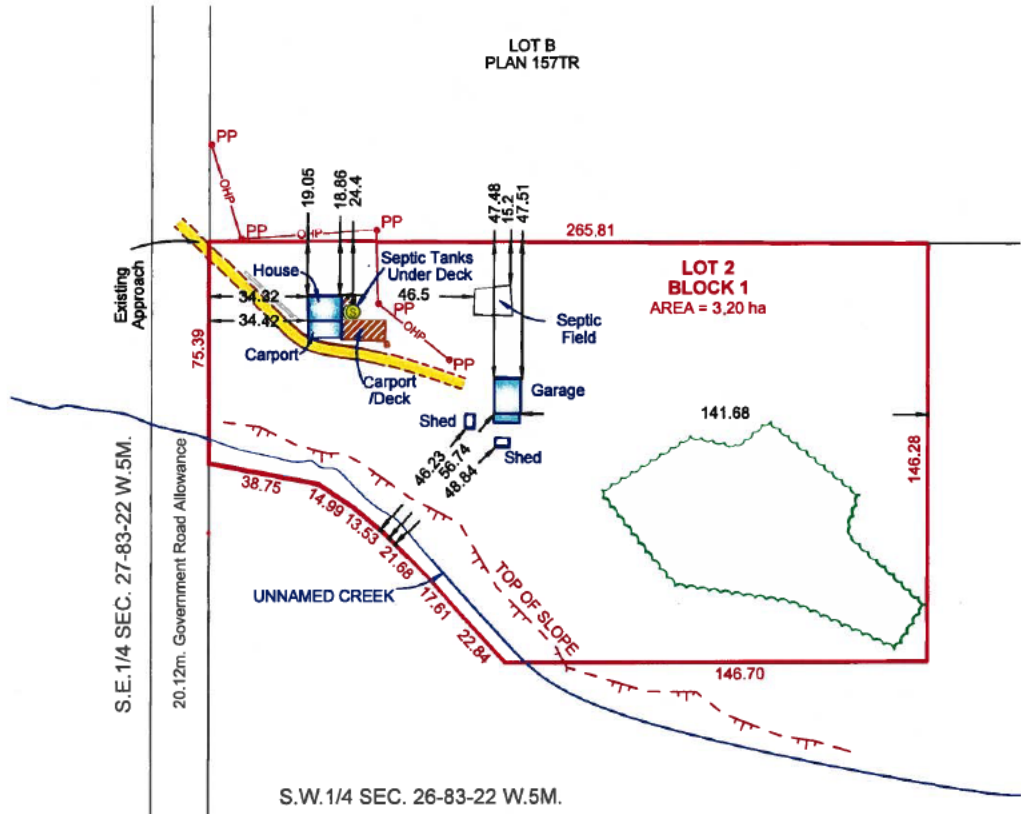 LOT B
PLAN 157TR
PP
OHP
PP
OHP
PP
19.05
18.86
24.4
47.48
15.2
47.51
265.81
House
Septic Tanks
Under Deck
LOT 2
BLOCK 1
AREA = 3,20 ha
Existing
Approach
34.32
34.42
S
46.5
PP
OHP
PP
Septic
Field
Carport
Carport
/Deck
75.39
Garage
Shed
Shed
141.68
146.28
46.23
56.74
48.84
38.75
14.99
13.53
21.68
17.61
22.84
TOP OF SLOPE
UNNAMED CREEK
146.70
S.E.1/4 SEC. 27-83-22 W.5M.
20.12m. Government Road Allowance
S.W.1/4 SEC. 26-83-22 W.5M.